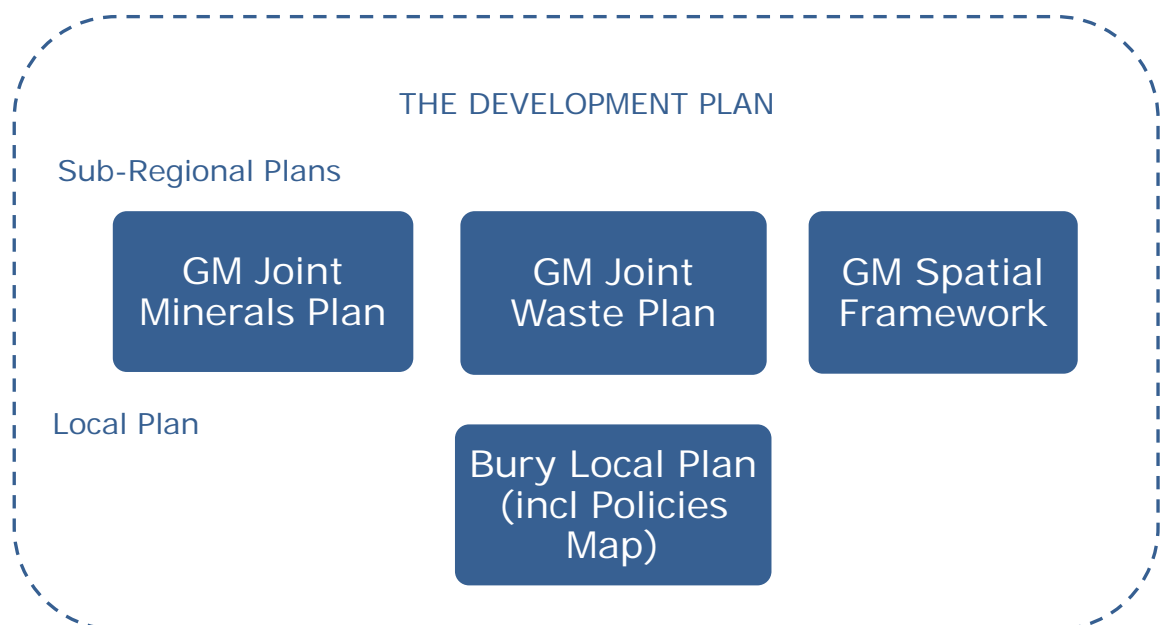 THE DEVELOPMENT PLAN
Sub-Regional Plans
GM Joint
Minerals Plan
GM Joint
Waste Plan
GM Spatial
Framework
Local Plan
Bury Local Plan
(incl Policies
Map)